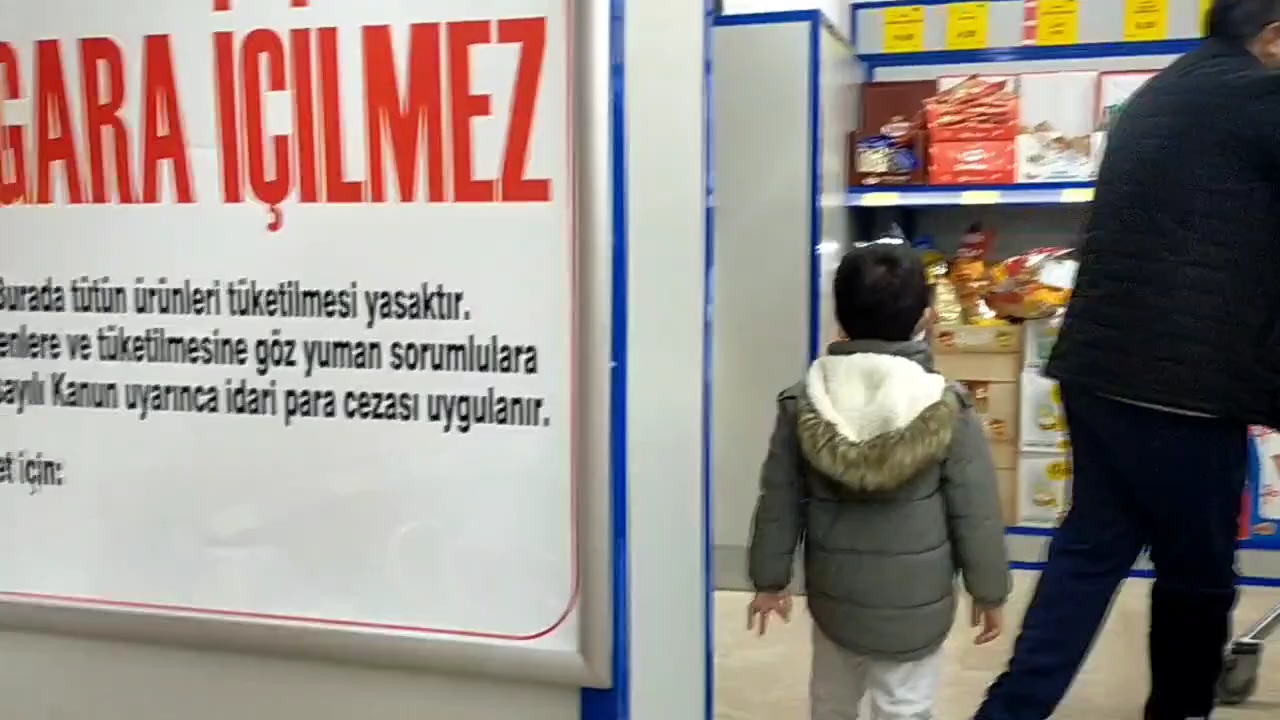 GARA İÇİLMEZ
Burada tütün ürünleri tüketilmesi yasaktır.
enlere ve tüketilmesine göz yuman sorumlulara
sayılı Kanun uyarınca idari para cezası uygulanır.
et için: